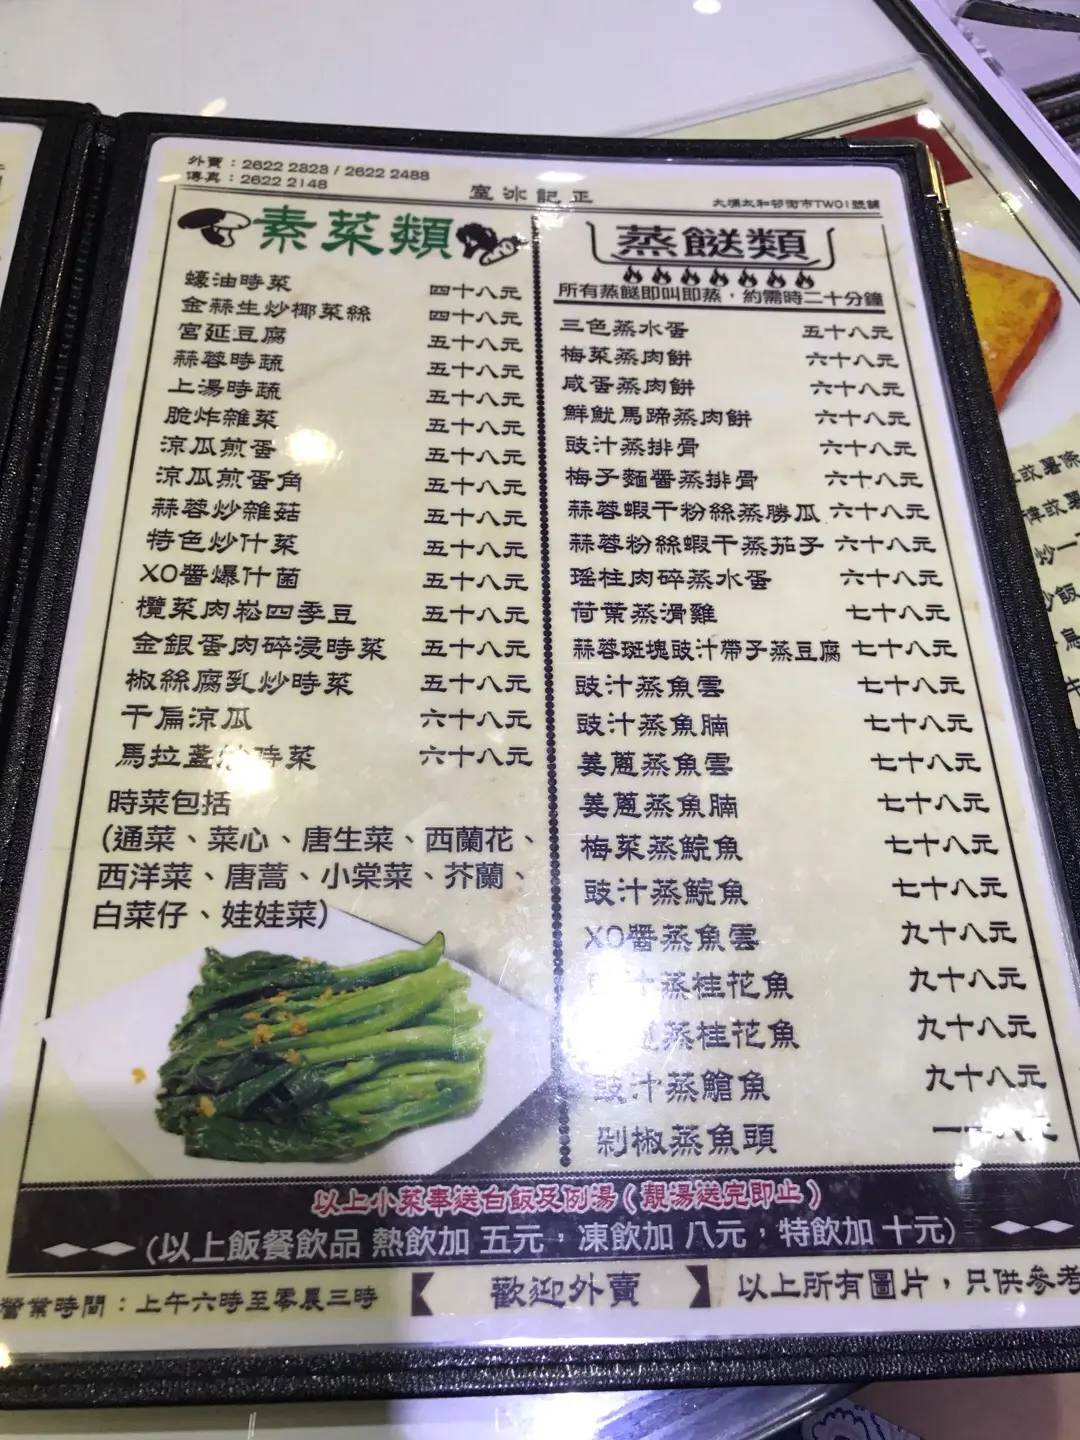 外賣：2622 2828 / 2622 2488
傳真：2622 2148
室冰記正
大埔太和邨街市TW01號舖
素菜類
蠔油時菜 四十八元
金蒜生炒椰菜絲 四十八元
宮延豆腐 五十八元
蒜蓉時蔬 五十八元
上湯時蔬 五十八元
脆炸雜菜 五十八元
涼瓜煎蛋 五十八元
涼瓜煎蛋角 五十八元
蒜蓉炒雜菇 五十八元
特色炒什菜 五十八元
XO醬爆什菌 五十八元
欖菜肉崧四季豆 五十八元
金銀蛋肉碎浸時菜 五十八元
椒絲腐乳炒時菜 五十八元
干扁涼瓜 六十八元
馬拉盞炒時菜 六十八元
時菜包括
（通菜、菜心、唐生菜、西蘭花、
西洋菜、唐蒿、小棠菜、芥蘭、
白菜仔、娃娃菜）
蒸餸類
所有蒸餸即叫即蒸，約需時二十分鐘
三色蒸水蛋 五十八元
梅菜蒸肉餅 六十八元
咸蛋蒸肉餅 六十八元
鮮魷馬蹄蒸肉餅 六十八元
豉汁蒸排骨 六十八元
梅子麵醬蒸排骨 六十八元
蒜蓉蝦干粉絲蒸勝瓜 六十八元
蒜蓉粉絲蝦干蒸茄子 六十八元
瑤柱肉碎蒸水蛋 六十八元
荷葉蒸滑雞 七十八元
蒜蓉斑塊豉汁帶子蒸豆腐 七十八元
豉汁蒸魚雲 七十八元
豉汁蒸魚腩 七十八元
姜蔥蒸魚雲 七十八元
姜蔥蒸魚腩 七十八元
梅菜蒸鯇魚 七十八元
豉汁蒸鯇魚 七十八元
XO醬蒸魚雲 九十八元
汁蒸桂花魚 九十八元
蒸桂花魚 九十八元
豉汁蒸鱠魚 九十八元
剁椒蒸魚頭
以上小菜奉送白飯及例湯（靚湯送完即止）
（以上飯餐飲品 熱飲加 五元，凍飲加 八元，特飲加 十元）
營業時間：上午六時至零晨三時
歡迎外賣
以上所有圖片，只供參考